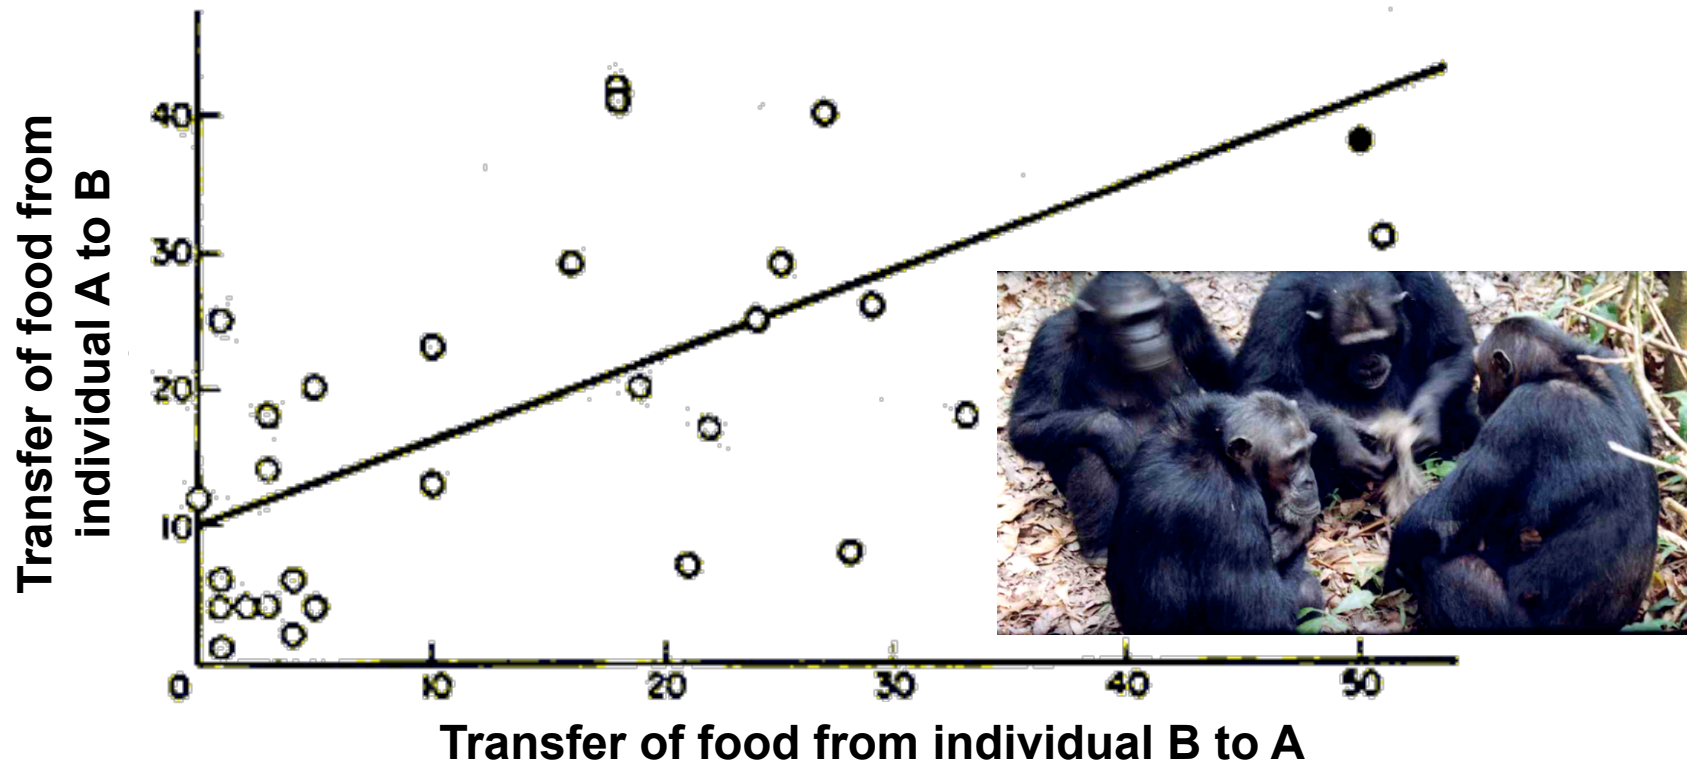 Transfer of food from
individual A to B
40
30
20
10
0 10 20 30 40 50
Transfer of food from individual B to A